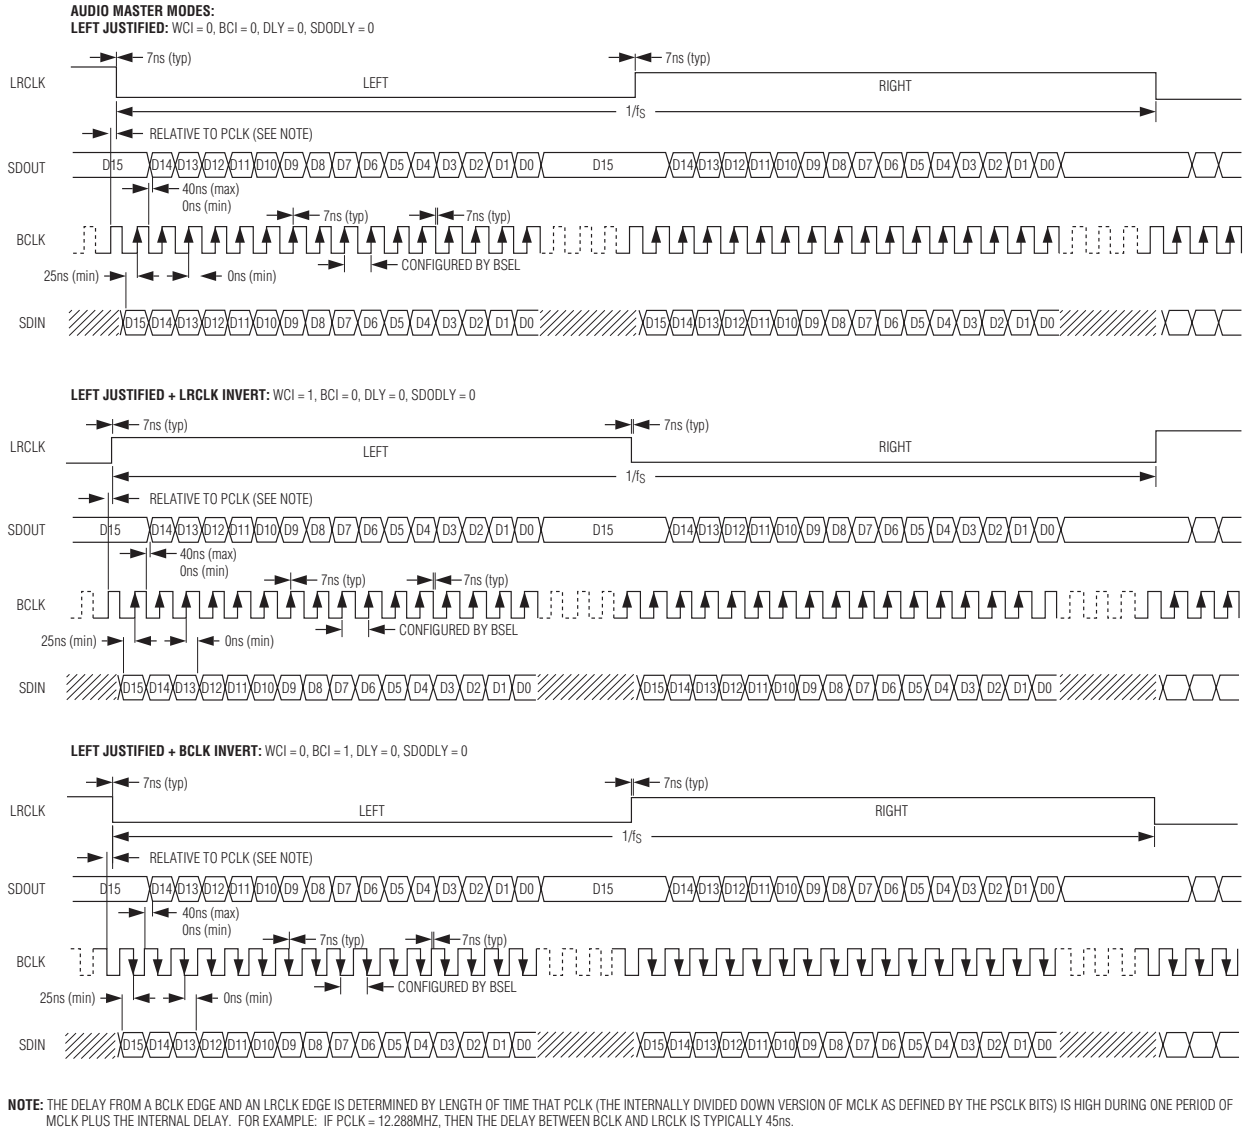 AUDIO MASTER MODES:
LEFT JUSTIFIED: WCI = 0, BCI = 0, DLY = 0, SDODLY = 0
7ns (typ) 7ns (typ)
LRCLK LEFT RIGHT
1/fS
RELATIVE TO PCLK (SEE NOTE)
SDOUT D15 D14 D13 D12 D11 D10 D9 D8 D7 D6 D5 D4 D3 D2 D1 D0 D15 D14 D13 D12 D11 D10 D9 D8 D7 D6 D5 D4 D3 D2 D1 D0
40ns (max)
0ns (min) 7ns (typ) 7ns (typ)
BCLK
CONFIGURED BY BSEL
25ns (min) 0ns (min)
SDIN D15 D14 D13 D12 D11 D10 D9 D8 D7 D6 D5 D4 D3 D2 D1 D0 D15 D14 D13 D12 D11 D10 D9 D8 D7 D6 D5 D4 D3 D2 D1 D0
LEFT JUSTIFIED + LRCLK INVERT: WCI = 1, BCI = 0, DLY = 0, SDODLY = 0
7ns (typ) 7ns (typ)
LRCLK LEFT RIGHT
1/fS
RELATIVE TO PCLK (SEE NOTE)
SDOUT D15 D14 D13 D12 D11 D10 D9 D8 D7 D6 D5 D4 D3 D2 D1 D0 D15 D14 D13 D12 D11 D10 D9 D8 D7 D6 D5 D4 D3 D2 D1 D0
40ns (max)
0ns (min) 7ns (typ) 7ns (typ)
BCLK
CONFIGURED BY BSEL
25ns (min) 0ns (min)
SDIN D15 D14 D13 D12 D11 D10 D9 D8 D7 D6 D5 D4 D3 D2 D1 D0 D15 D14 D13 D12 D11 D10 D9 D8 D7 D6 D5 D4 D3 D2 D1 D0
LEFT JUSTIFIED + BCLK INVERT: WCI = 0, BCI = 1, DLY = 0, SDODLY = 0
7ns (typ) 7ns (typ)
LRCLK LEFT RIGHT
1/fS
RELATIVE TO PCLK (SEE NOTE)
SDOUT D15 D14 D13 D12 D11 D10 D9 D8 D7 D6 D5 D4 D3 D2 D1 D0 D15 D14 D13 D12 D11 D10 D9 D8 D7 D6 D5 D4 D3 D2 D1 D0
40ns (max)
0ns (min) 7ns (typ) 7ns (typ)
BCLK
CONFIGURED BY BSEL
25ns (min) 0ns (min)
SDIN D15 D14 D13 D12 D11 D10 D9 D8 D7 D6 D5 D4 D3 D2 D1 D0 D15 D14 D13 D12 D11 D10 D9 D8 D7 D6 D5 D4 D3 D2 D1 D0
NOTE: THE DELAY FROM A BCLK EDGE AND AN LRCLK EDGE IS DETERMINED BY LENGTH OF TIME THAT PCLK (THE INTERNALLY DIVIDED DOWN VERSION OF MCLK AS DEFINED BY THE PSCLK BITS) IS HIGH DURING ONE PERIOD OF
MCLK PLUS THE INTERNAL DELAY. FOR EXAMPLE: IF PCLK = 12.288MHZ, THEN THE DELAY BETWEEN BCLK AND LRCLK IS TYPICALLY 45ns.